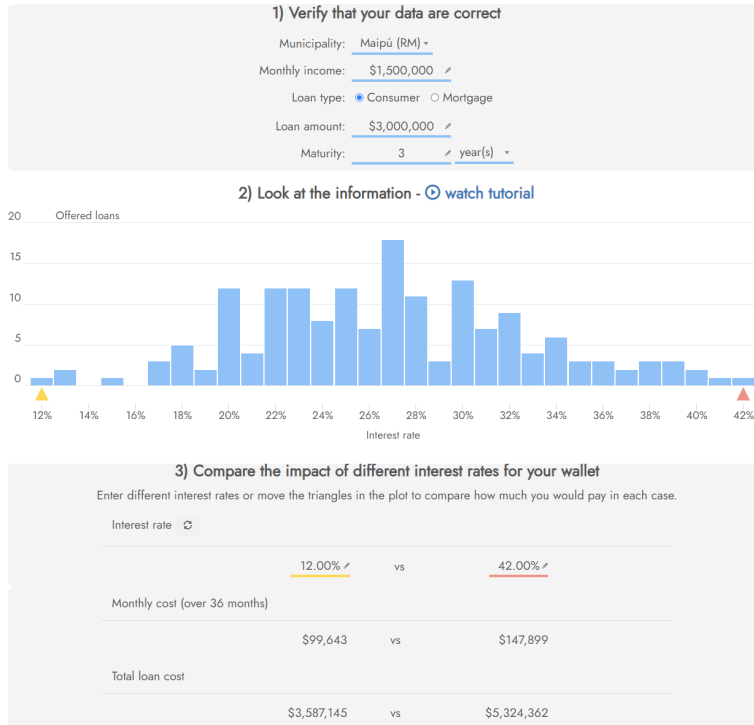 1) Verify that your data are correct
Municipality: Maipú (RM)
Monthly income: $1,500,000
Loan type: Consumer Mortgage
Loan amount: $3,000,000
Maturity: 3 year(s)
2) Look at the information - watch tutorial
20 Offered loans
15
10
5
0
12% 14% 16% 18% 20% 22% 24% 26% 28% 30% 32% 34% 36% 38% 40% 42%
Interest rate
3) Compare the impact of different interest rates for your wallet
Enter different interest rates or move the triangles in the plot to compare how much you would pay in each case.
Interest rate
12.00% vs 42.00%
Monthly cost (over 36 months)
$99,643 vs $147,899
Total loan cost
$3,587,145 vs $5,324,362